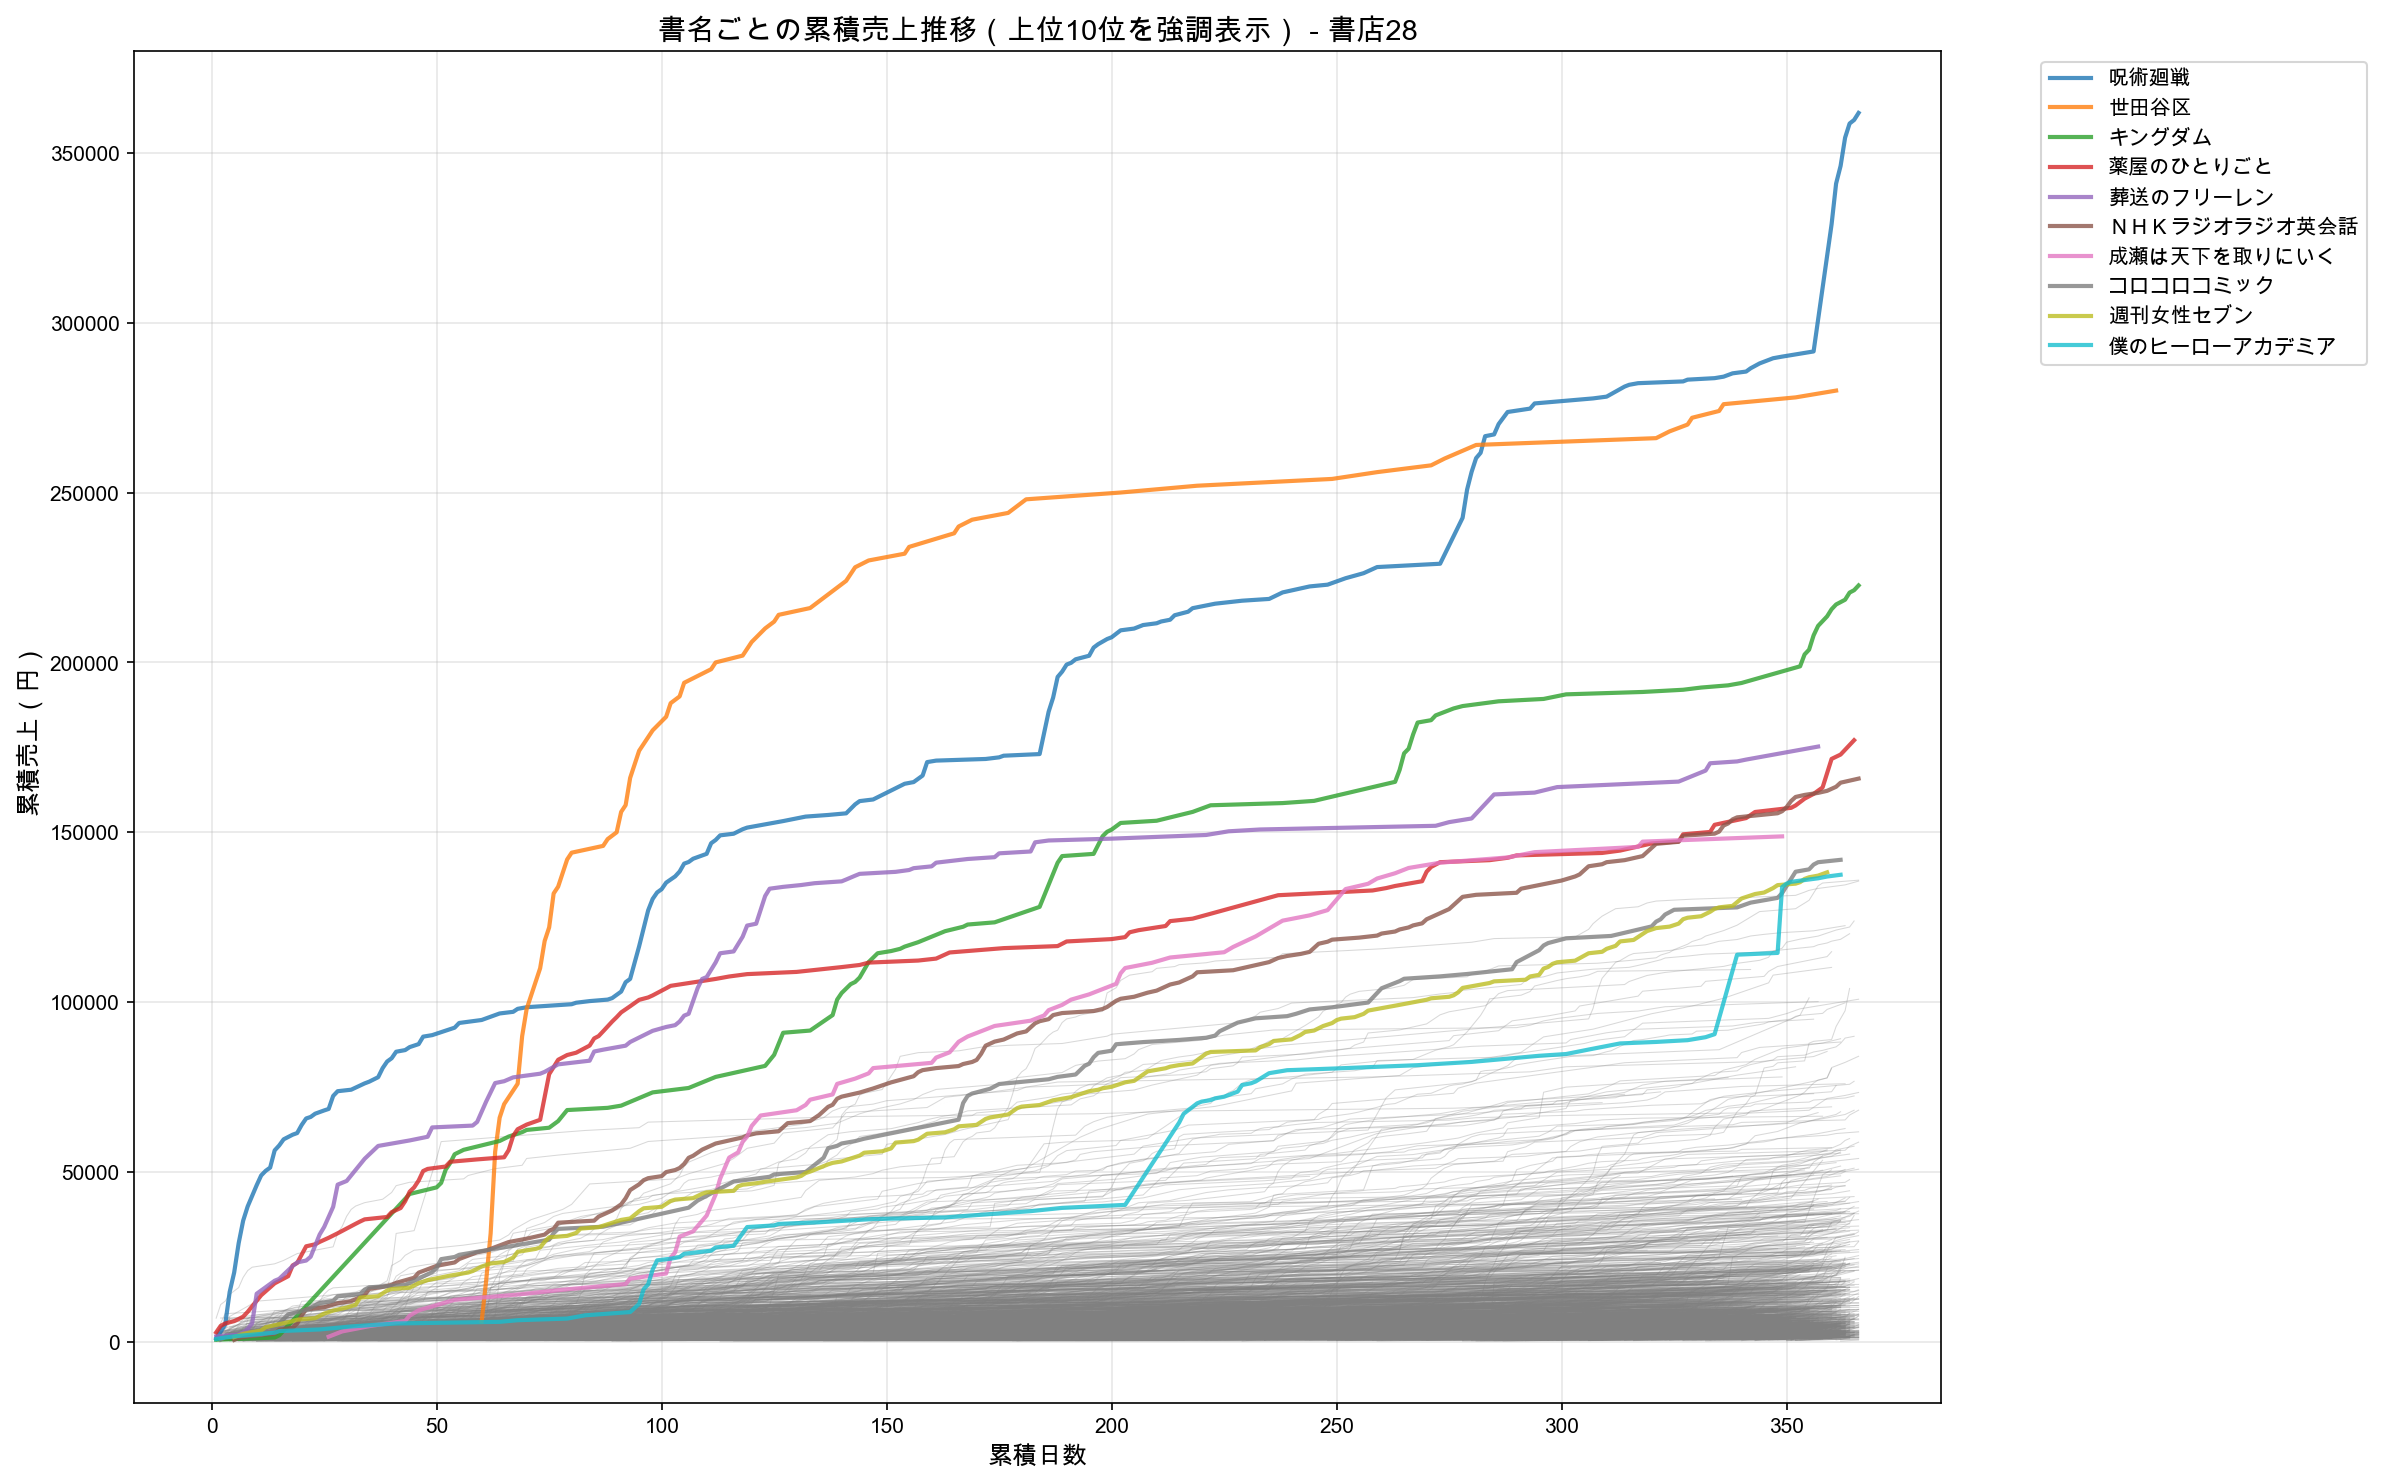 書名ごとの累積売上推移（上位10位を強調表示） - 書店28
累積売上（円）
350000
300000
250000
200000
150000
100000
50000
0
0 50 100 150 200 250 300 350
累積日数
呪術廻戦
世田谷区
キングダム
薬屋のひとりごと
葬送のフリーレン
ＮＨＫラジオラジオ英会話
成瀬は天下を取りにいく
コロコロコミック
週刊女性セブン
僕のヒーローアカデミア